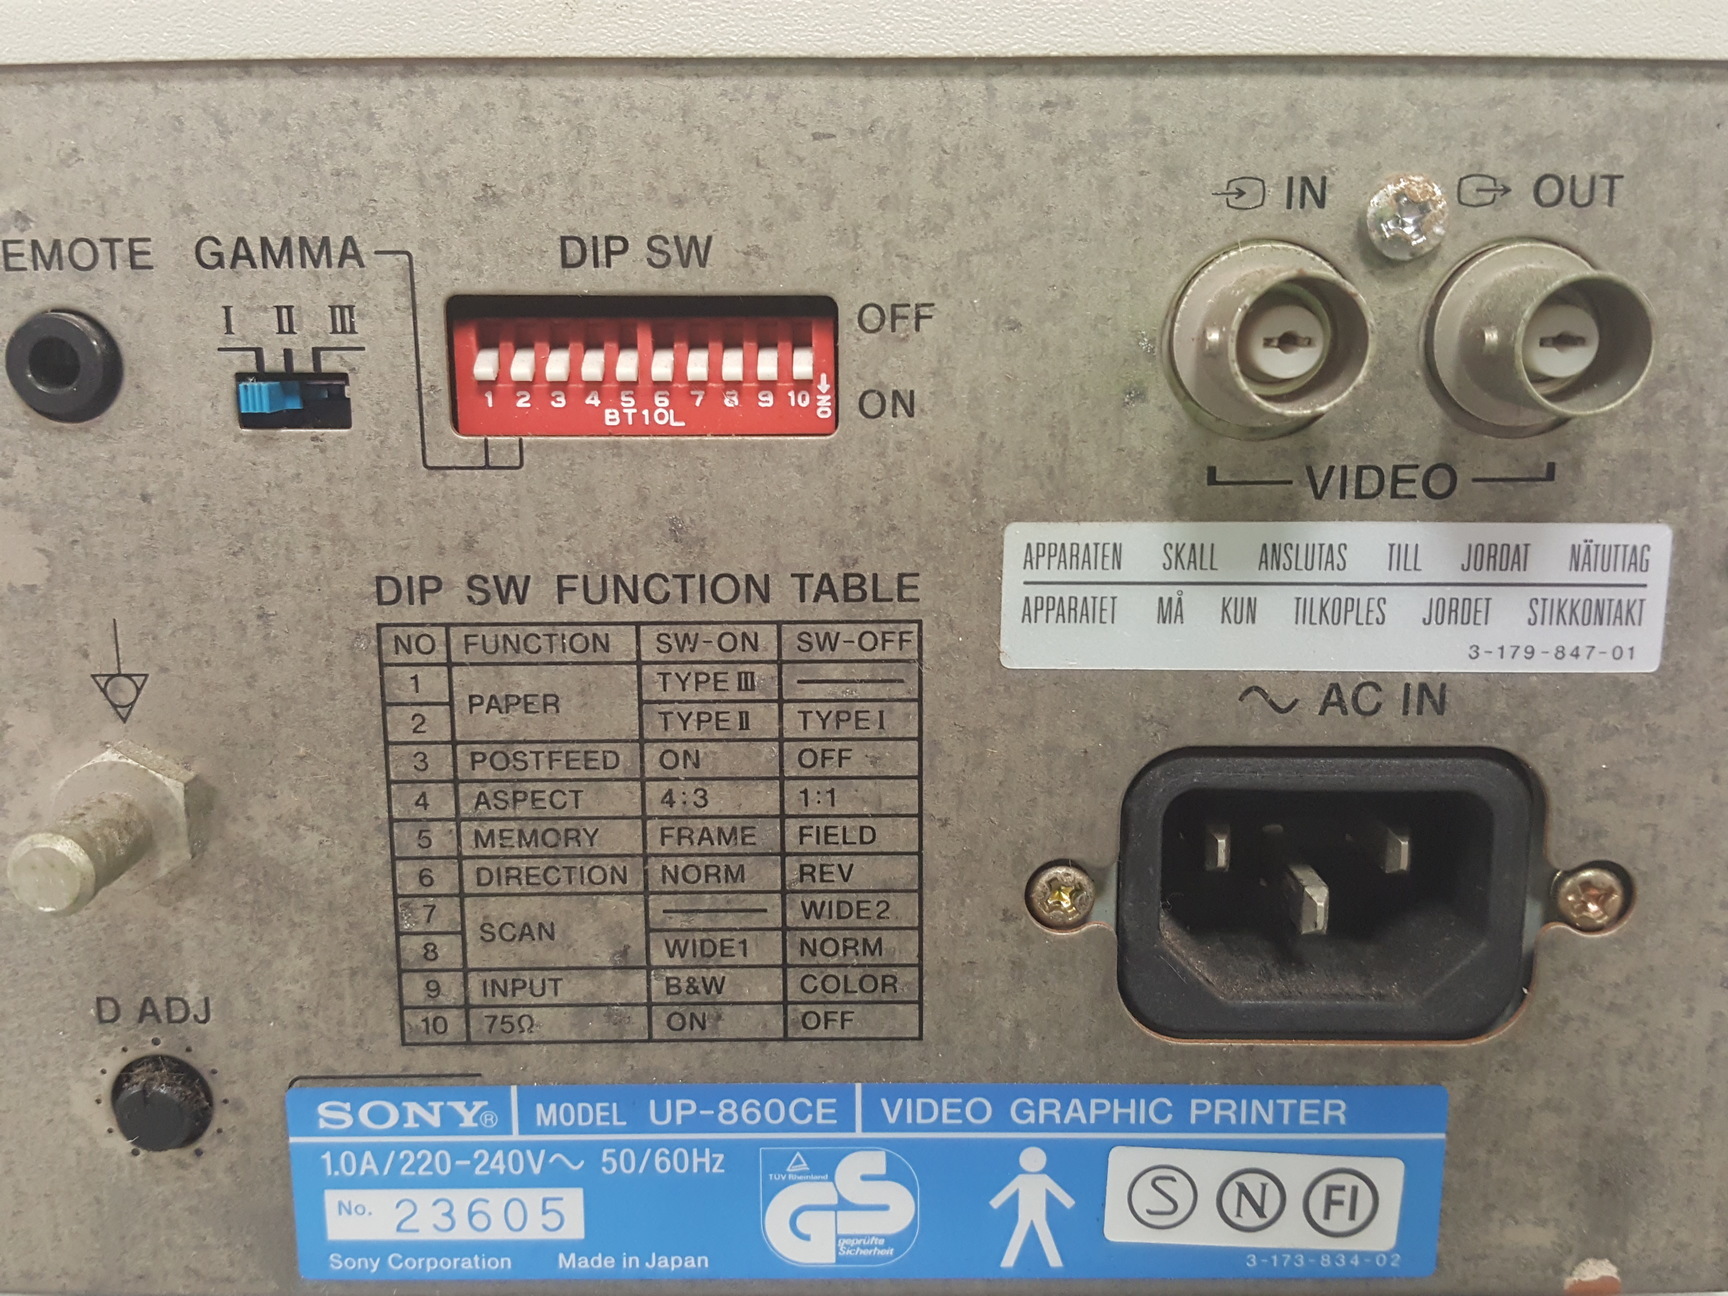 IN OUT
EMOTE GAMMA DIP SW
I II III
OFF
1 2 3 4 5 6 7 8 9 10 ON
BT10L
ON
VIDEO
APPARATEN SKALL ANSLUTAS TILL JORDAT NÄTUTTAG
APPARATET MÅ KUN TILKOPLES JORDET STIKKONTAKT
3-179-847-01
AC IN
DIP SW FUNCTION TABLE
NO FUNCTION SW-ON SW-OFF
1 PAPER TYPE III
2 TYPE II TYPE I
3 POSTFEED ON OFF
4 ASPECT 4:3 1:1
5 MEMORY FRAME FIELD
6 DIRECTION NORM REV
7 SCAN WIDE2
8 WIDE1 NORM
9 INPUT B&W COLOR
10 75Ω ON OFF
D ADJ
SONY® MODEL UP-860CE VIDEO GRAPHIC PRINTER
1.0A/220-240V~ 50/60Hz
No. 23605
Sony Corporation Made in Japan
TÜV Rheinland
GS
geprüfte
Sicherheit
S N FI
3-173-834-02